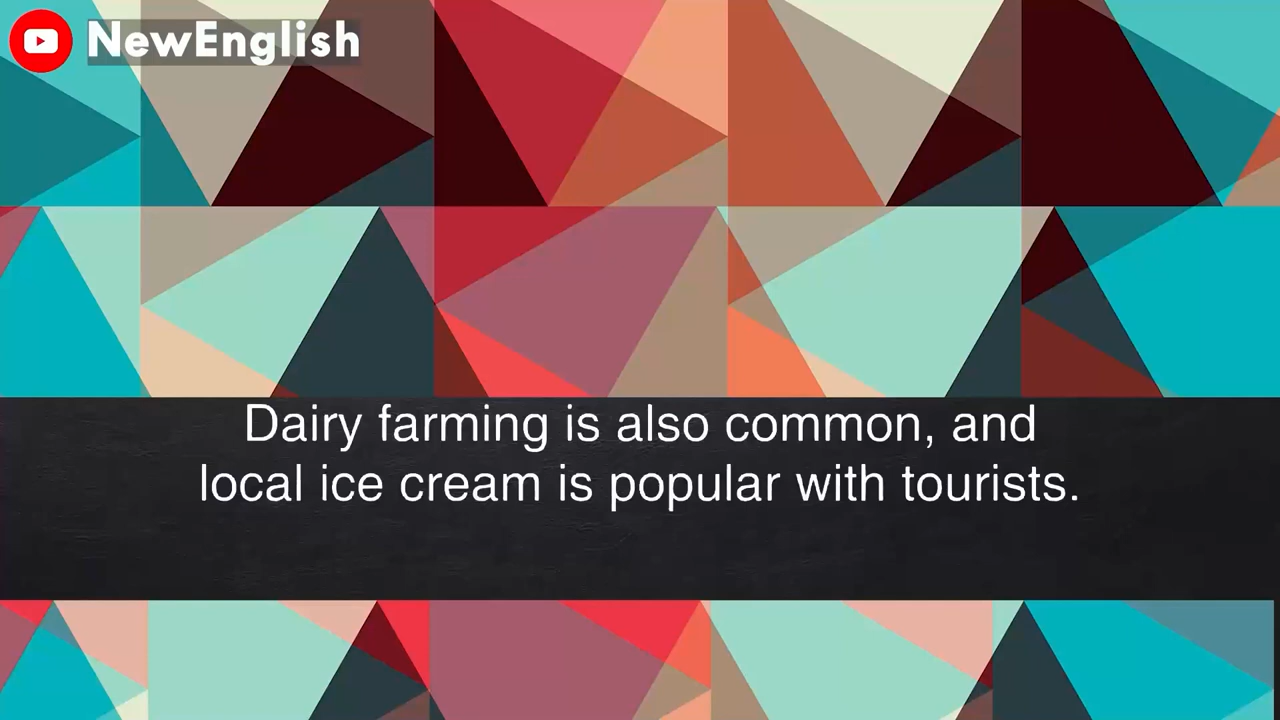 NewEnglish
Dairy farming is also common, and
local ice cream is popular with tourists.